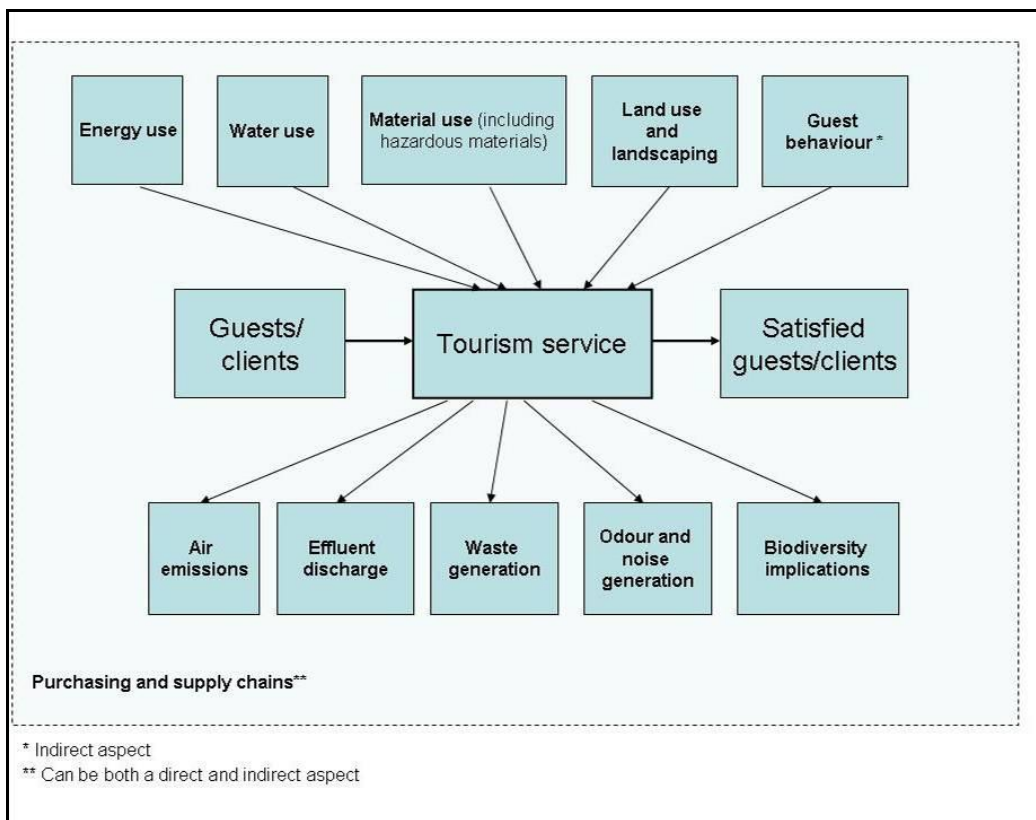 Energy use
Water use
Material use (including
hazardous materials)
Land use
and
landscaping
Guest
behaviour *
Guests/
clients
Tourism service
Satisfied
guests/clients
Air
emissions
Effluent
discharge
Waste
generation
Odour and
noise
generation
Biodiversity
implications
Purchasing and supply chains**
* Indirect aspect
** Can be both a direct and indirect aspect